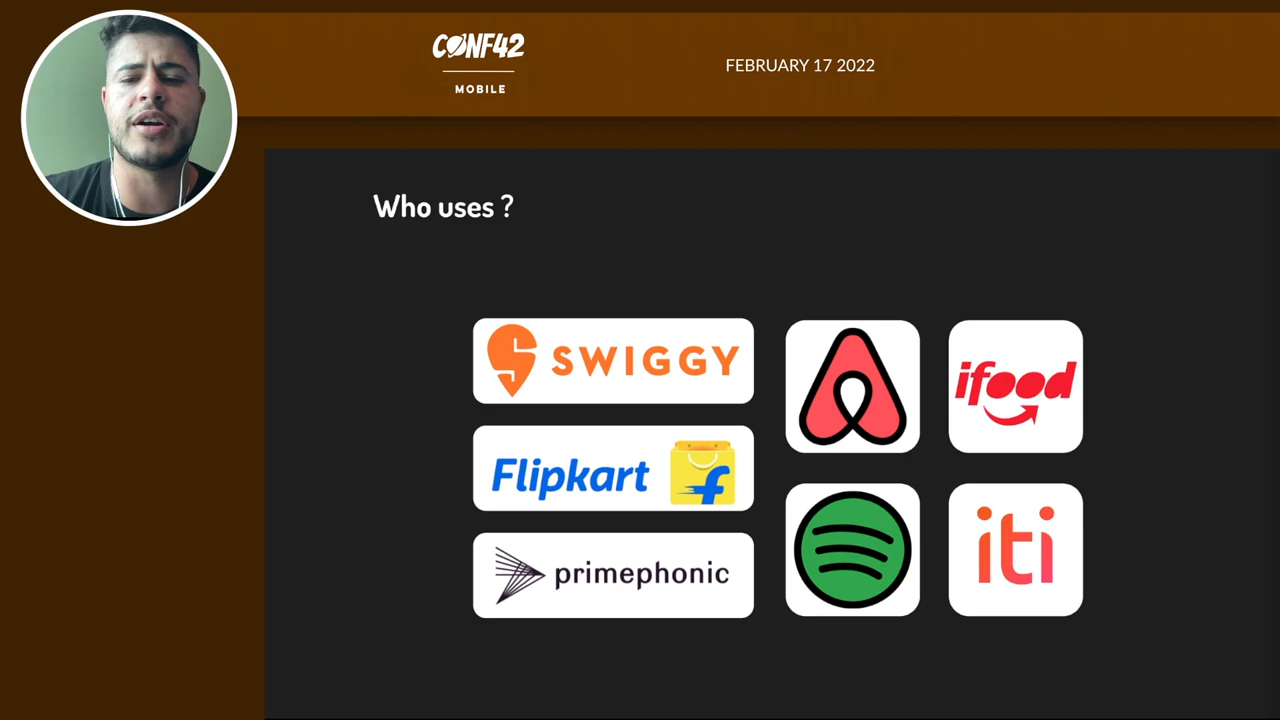 CONF42
MOBILE
FEBRUARY 17 2022
Who uses ?
SWIGGY
Flipkart
f
primephonic
ifood
iti